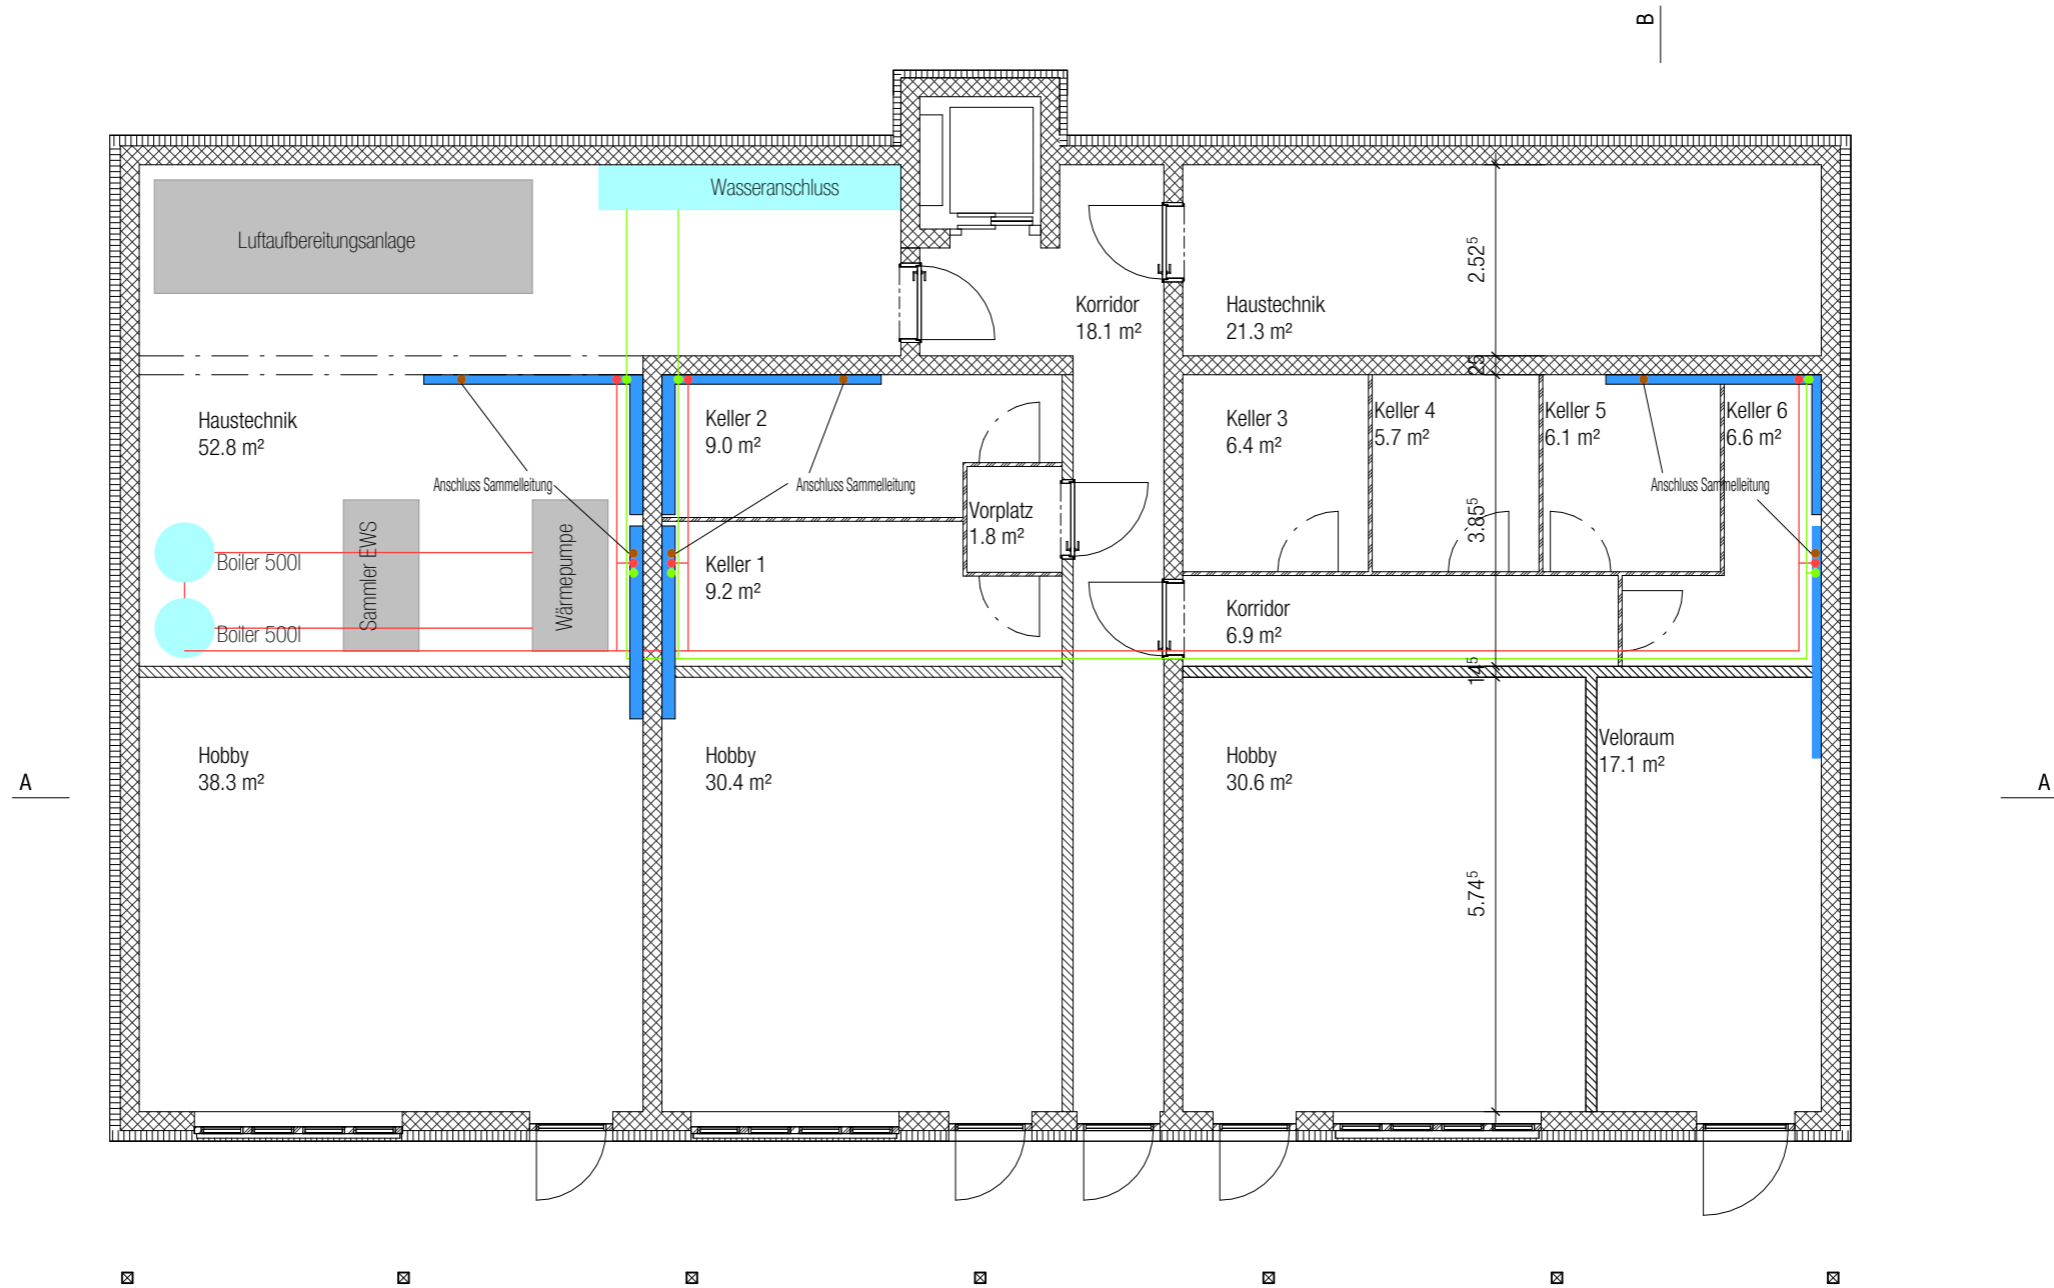 B
Wasseranschluss
Luftaufbereitungsanlage
2.52⁵
Korridor
18.1 m²
Haustechnik
21.3 m²
25
Haustechnik
52.8 m²
Keller 2
9.0 m²
Keller 3
6.4 m²
Keller 4
5.7 m²
Keller 5
6.1 m²
Keller 6
6.6 m²
Anschluss Sammelleitung
Anschluss Sammelleitung
Anschluss Sammelleitung
Vorplatz
1.8 m²
3.85⁵
Boiler 500l
Sammler EWS
Wärmepumpe
Keller 1
9.2 m²
Boiler 500l
Korridor
6.9 m²
14⁵
Hobby
38.3 m²
Hobby
30.4 m²
Hobby
30.6 m²
Veloraum
17.1 m²
A
A
5.74⁵